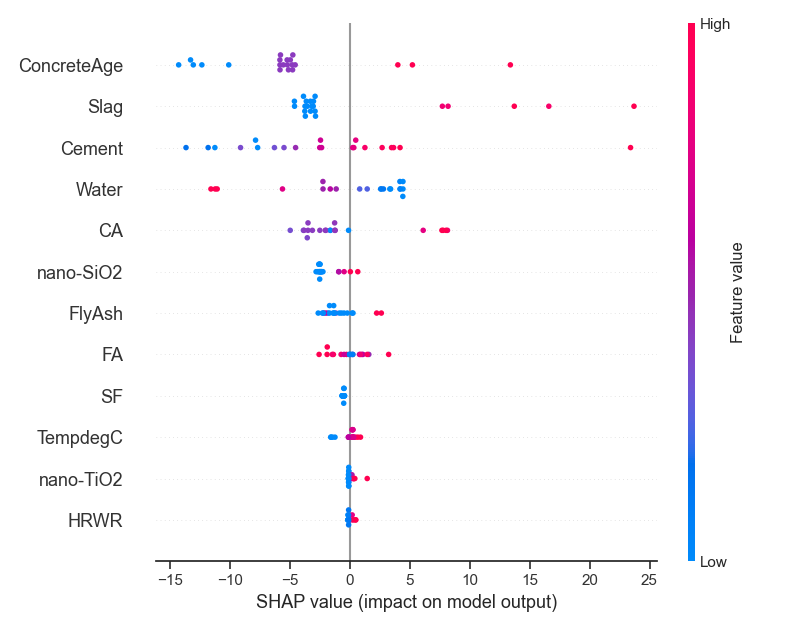 High
ConcreteAge
Slag
Cement
Water
CA
nano-SiO2
FlyAsh
FA
SF
TempdegC
nano-TiO2
HRWR
Feature value
Low
−15 −10 −5 0 5 10 15 20 25
SHAP value (impact on model output)